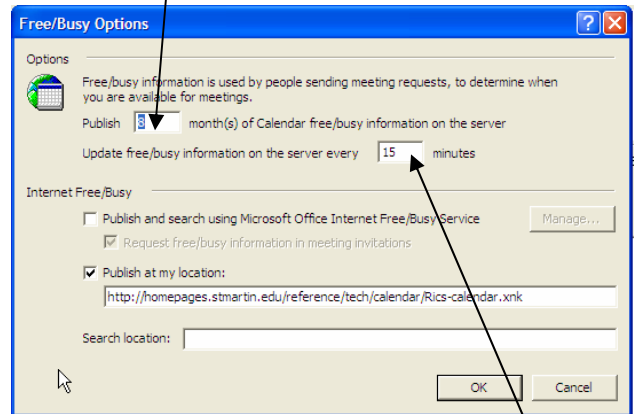 Free/Busy Options
Options
Free/busy information is used by people sending meeting requests, to determine when
you are available for meetings.
Publish 8 month(s) of Calendar free/busy information on the server
Update free/busy information on the server every 15 minutes
Internet Free/Busy
Publish and search using Microsoft Office Internet Free/Busy Service Manage...
Request free/busy information in meeting invitations
Publish at my location:
http://homepages.stmartin.edu/reference/tech/calendar/Rics-calendar.xnk
Search location:
OK Cancel